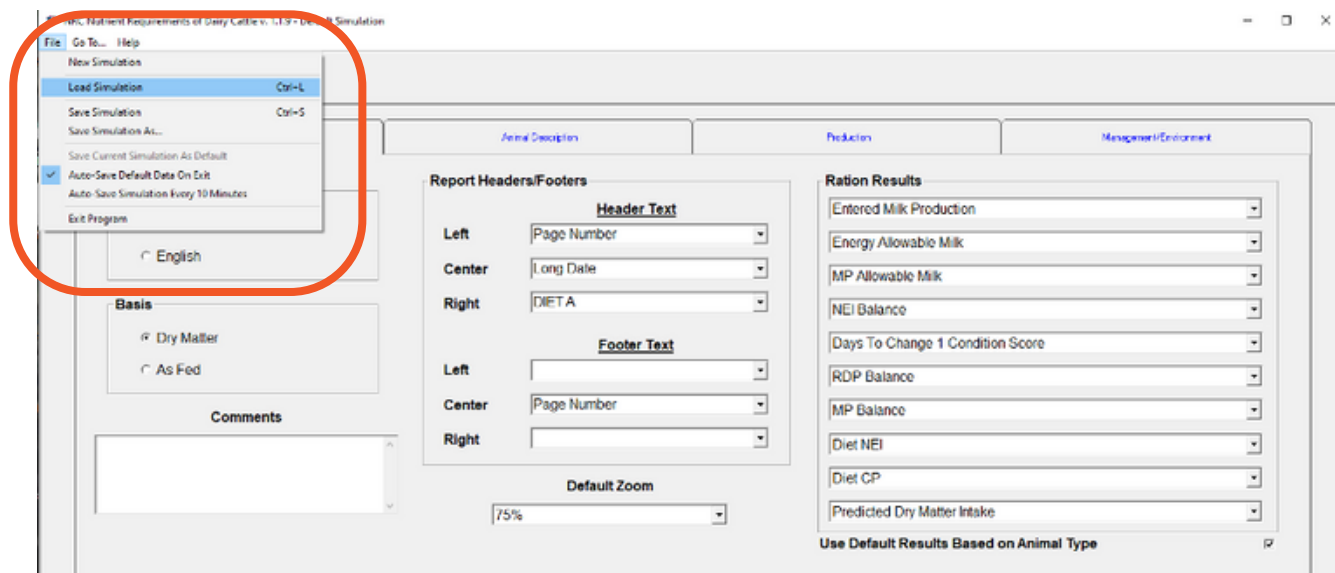 NRC Nutrient Requirements of Dairy Cattle v. 1.1.9 - Default Simulation
File Go To... Help
New Simulation
Load Simulation Ctrl-L
Save Simulation Ctrl-S
Save Simulation As...
Save Current Simulation As Default
Auto-Save Default Data On Exit
Auto-Save Simulation Every 10 Minutes
Exit Program
Animal Description
Production
Management/Environment
English
Basis
Dry Matter
As Fed
Comments
Report Headers/Footers
Header Text
Left Page Number
Center Long Date
Right DIET A
Footer Text
Left
Center Page Number
Right
Default Zoom
75%
Ration Results
Entered Milk Production
Energy Allowable Milk
MP Allowable Milk
NEl Balance
Days To Change 1 Condition Score
RDP Balance
MP Balance
Diet NEl
Diet CP
Predicted Dry Matter Intake
Use Default Results Based on Animal Type